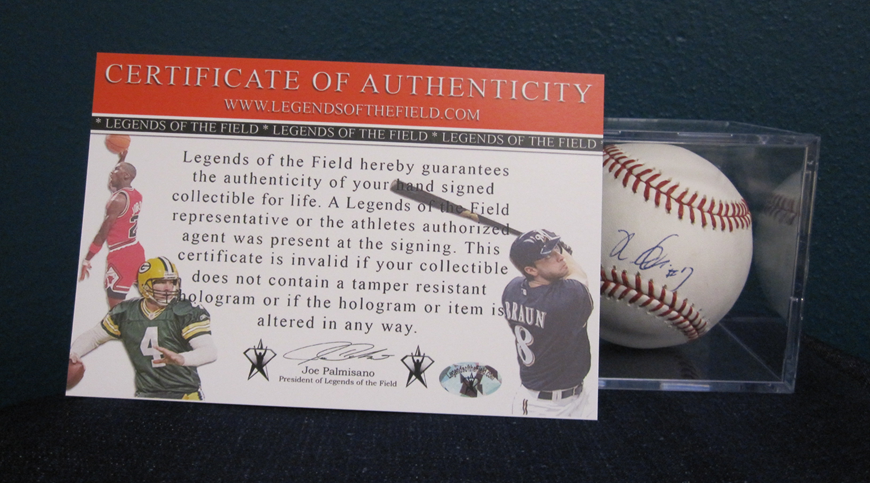 CERTIFICATE OF AUTHENTICITY
WWW.LEGENDSOFTHEFIELD.COM
* LEGENDS OF THE FIELD * LEGENDS OF THE FIELD * LEGENDS OF THE FIELD *
Legends of the Field hereby guarantees
the authenticity of your hand signed
collectible for life. A Legends of the Field
representative or the athletes authorized
agent was present at the signing. This
certificate is invalid if your collectible
does not contain a tamper resistant
hologram or if the hologram or item is
altered in any way.
Joe Palmisano
President of Legends of the Field
4
BRAUN
8
#17